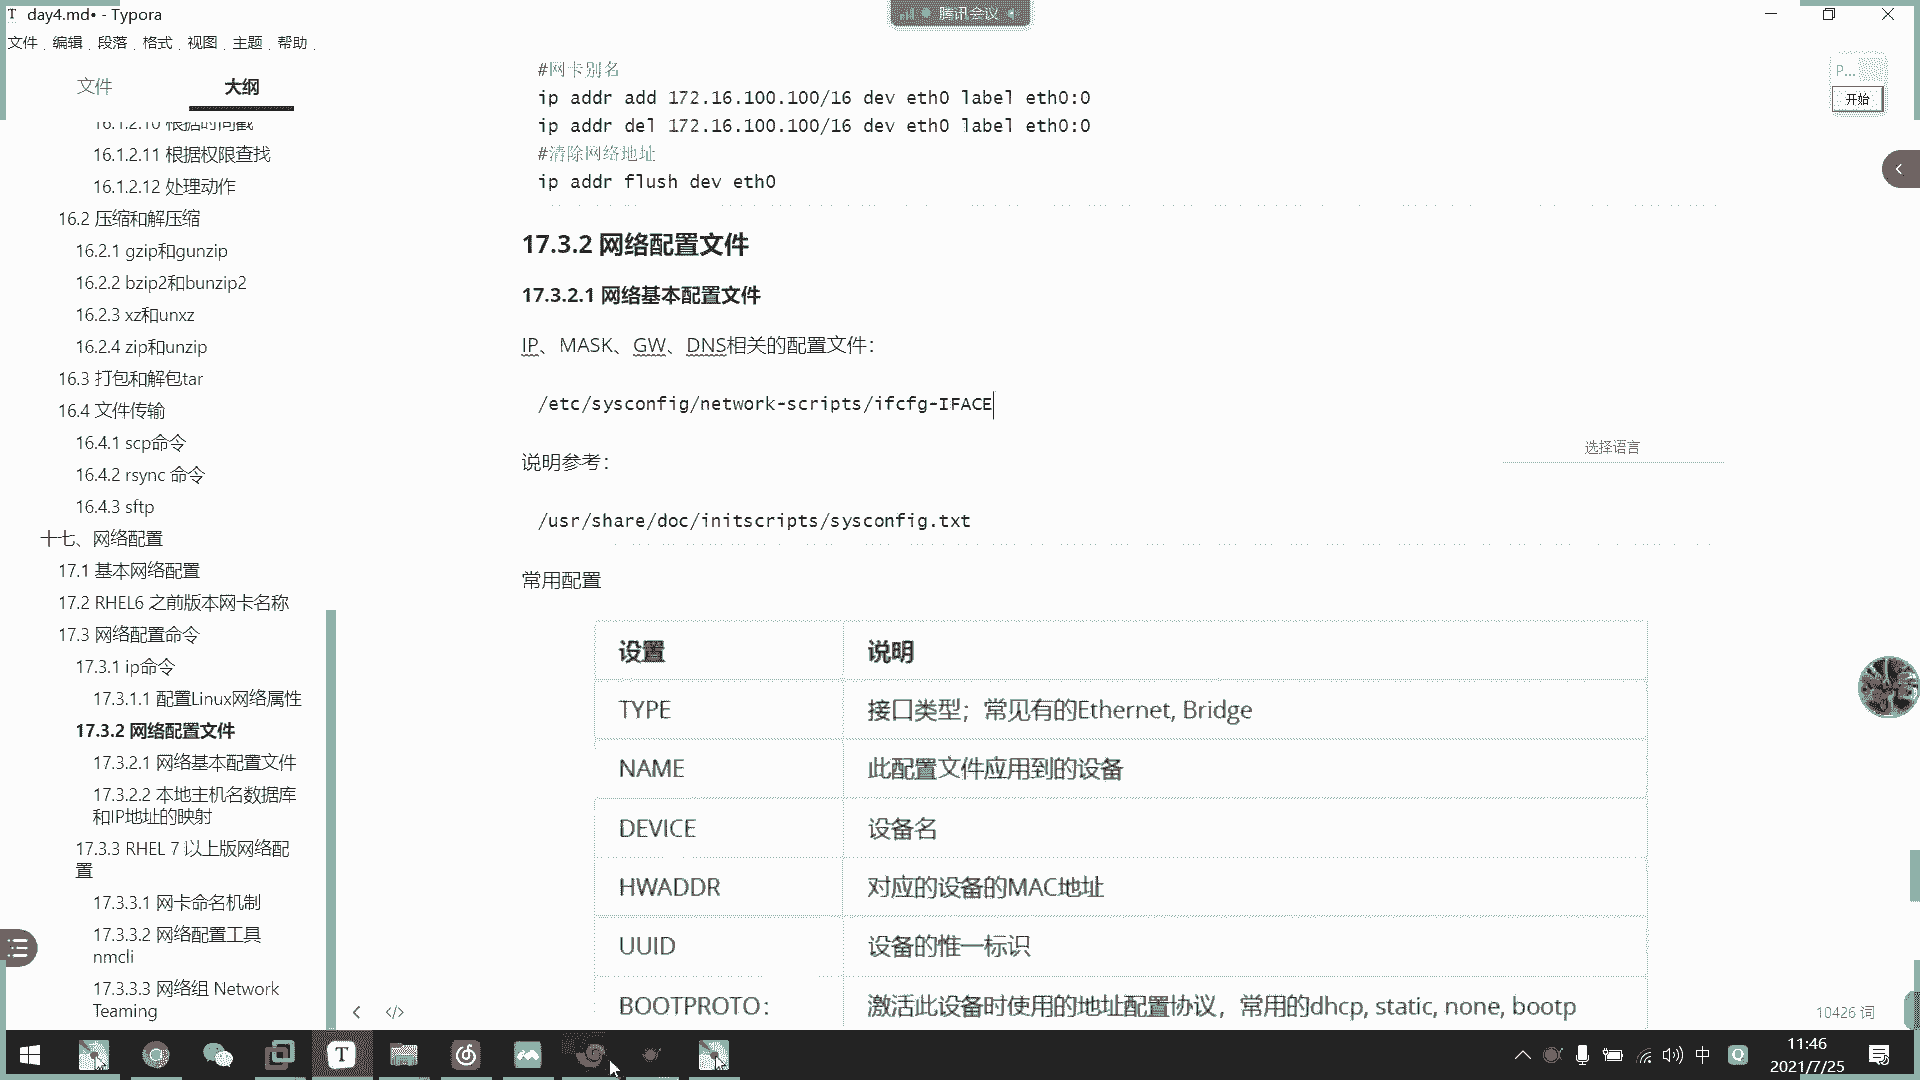 day4.md• - Typora
腾讯会议
文件 编辑 段落 格式 视图 主题 帮助
文件 大纲
16.1.2.10 根据时间戳
16.1.2.11 根据权限查找
16.1.2.12 处理动作
16.2 压缩和解压缩
16.2.1 gzip和gunzip
16.2.2 bzip2和bunzip2
16.2.3 xz和unxz
16.2.4 zip和unzip
16.3 打包和解包tar
16.4 文件传输
16.4.1 scp命令
16.4.2 rsync 命令
16.4.3 sftp
十七、网络配置
17.1 基本网络配置
17.2 RHEL6 之前版本网卡名称
17.3 网络配置命令
17.3.1 ip命令
17.3.1.1 配置Linux网络属性
17.3.2 网络配置文件
17.3.2.1 网络基本配置文件
17.3.2.2 本地主机名数据库
和IP地址的映射
17.3.3 RHEL 7 以上版网络配
置
17.3.3.1 网卡命名机制
17.3.3.2 网络配置工具
nmcli
17.3.3.3 网络组 Network
Teaming
#网卡别名
ip addr add 172.16.100.100/16 dev eth0 label eth0:0
ip addr del 172.16.100.100/16 dev eth0 label eth0:0
#清除网络地址
ip addr flush dev eth0
17.3.2 网络配置文件
17.3.2.1 网络基本配置文件
IP、MASK、GW、DNS相关的配置文件：
/etc/sysconfig/network-scripts/ifcfg-IFACE
选择语言
说明参考：
/usr/share/doc/initscripts/sysconfig.txt
常用配置
设置 说明
TYPE 接口类型；常见有的Ethernet, Bridge
NAME 此配置文件应用到的设备
DEVICE 设备名
HWADDR 对应的设备的MAC地址
UUID 设备的惟一标识
BOOTPROTO： 激活此设备时使用的地址配置协议，常用的dhcp, static, none, bootp
P...
开始
10426 词
中
11:46
2021/7/25